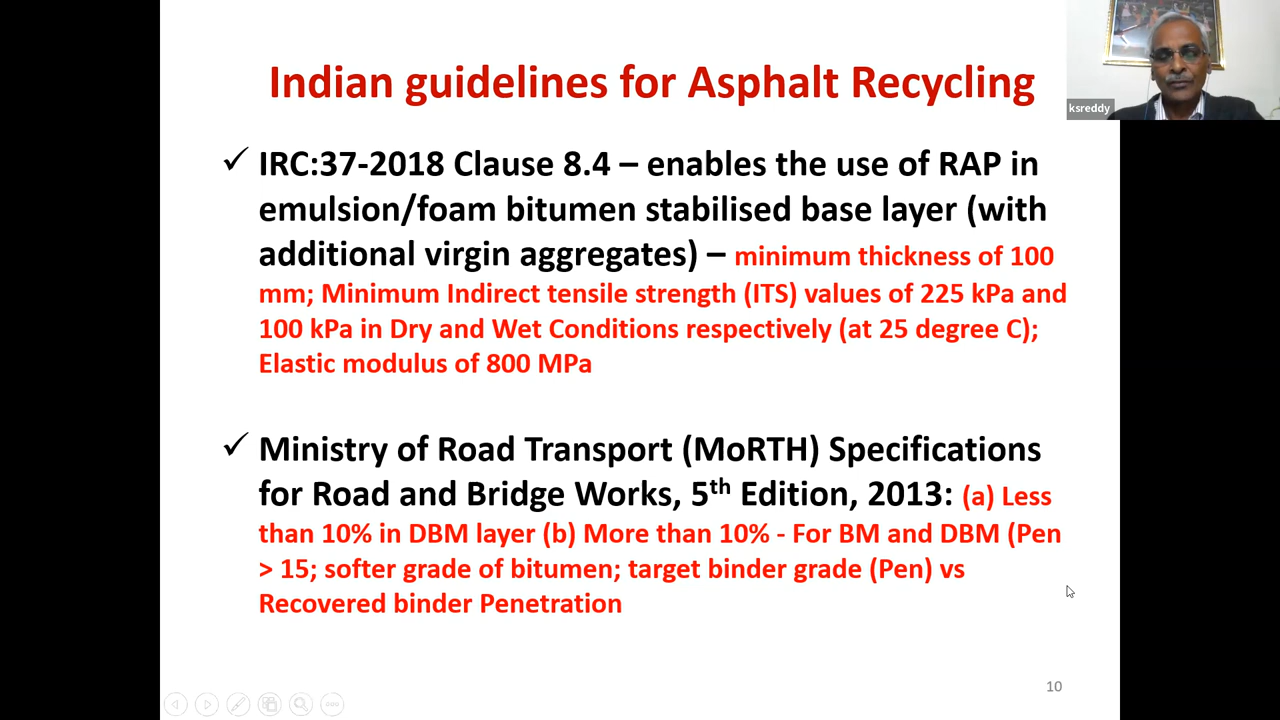 Indian guidelines for Asphalt Recycling
ksreddy
✓ IRC:37-2018 Clause 8.4 – enables the use of RAP in
emulsion/foam bitumen stabilised base layer (with
additional virgin aggregates) – minimum thickness of 100
mm; Minimum Indirect tensile strength (ITS) values of 225 kPa and
100 kPa in Dry and Wet Conditions respectively (at 25 degree C);
Elastic modulus of 800 MPa
✓ Ministry of Road Transport (MoRTH) Specifications
for Road and Bridge Works, 5th Edition, 2013: (a) Less
than 10% in DBM layer (b) More than 10% - For BM and DBM (Pen
> 15; softer grade of bitumen; target binder grade (Pen) vs
Recovered binder Penetration
10